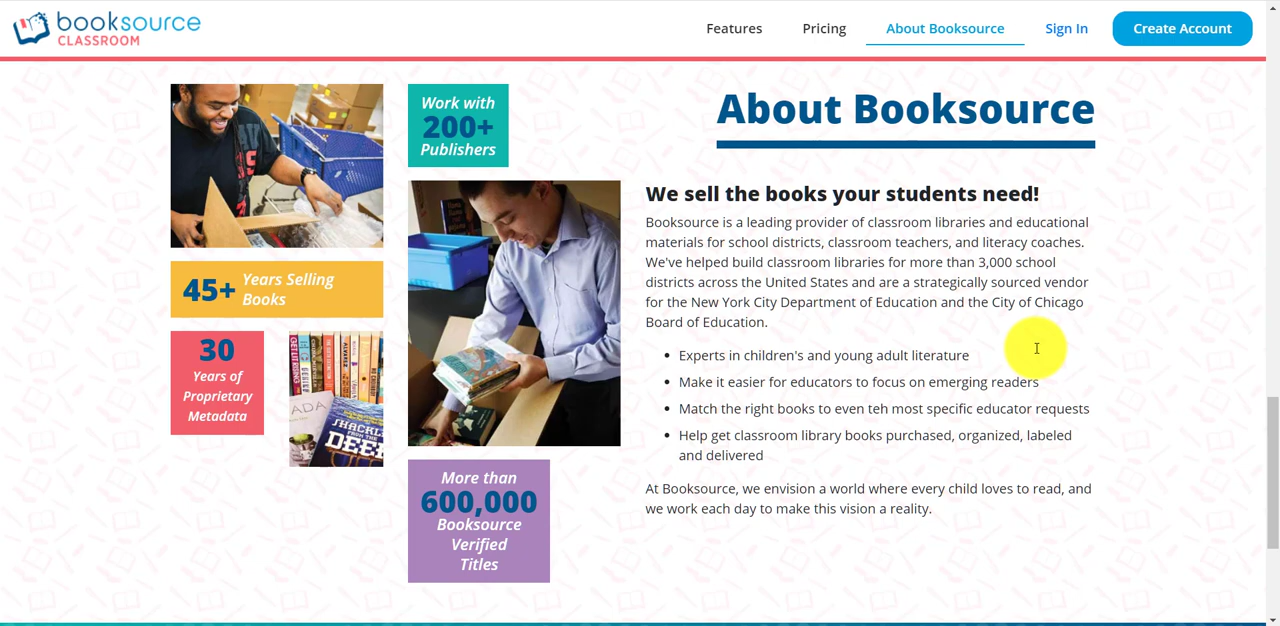 booksource
CLASSROOM
Features
Pricing
About Booksource
Sign In
Create Account
Work with
200+
Publishers
45+ Years Selling
Books
30
Years of
Proprietary
Metadata
SHACKL
FROM THE
DEE
More than
600,000
Booksource
Verified
Titles
About Booksource
We sell the books your students need!
Booksource is a leading provider of classroom libraries and educational
materials for school districts, classroom teachers, and literacy coaches.
We've helped build classroom libraries for more than 3,000 school
districts across the United States and are a strategically sourced vendor
for the New York City Department of Education and the City of Chicago
Board of Education.
• Experts in children's and young adult literature
• Make it easier for educators to focus on emerging readers
• Match the right books to even teh most specific educator requests
• Help get classroom library books purchased, organized, labeled
and delivered
At Booksource, we envision a world where every child loves to read, and
we work each day to make this vision a reality.